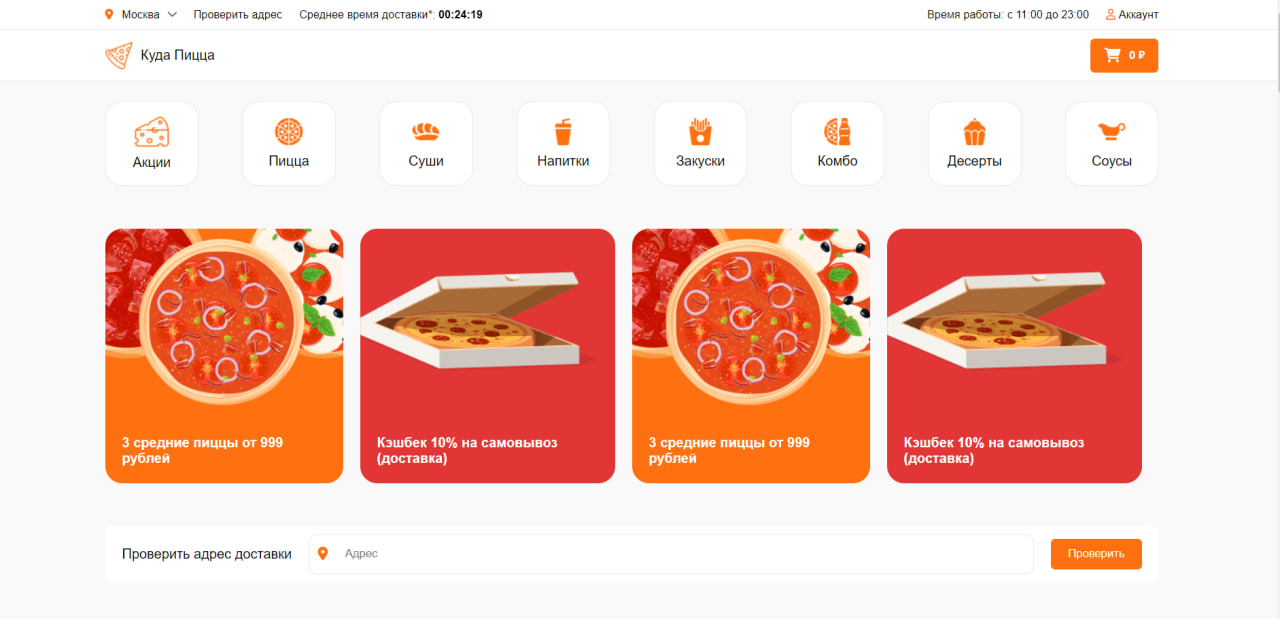 Москва Проверить адрес Среднее время доставки*: 00:24:19 Время работы: с 11:00 до 23:00 Аккаунт
Куда Пицца 0 ₽
Акции Пицца Суши Напитки Закуски Комбо Десерты Соусы
3 средние пиццы от 999
рублей
Кэшбек 10% на самовывоз
(доставка)
3 средние пиццы от 999
рублей
Кэшбек 10% на самовывоз
(доставка)
Проверить адрес доставки Адрес Проверить